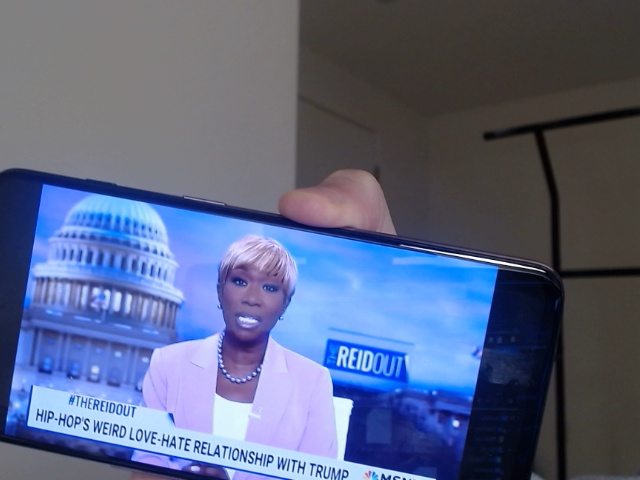 THE REIDOUT
#THEREIDOUT
HIP-HOP'S WEIRD LOVE-HATE RELATIONSHIP WITH TRUMP